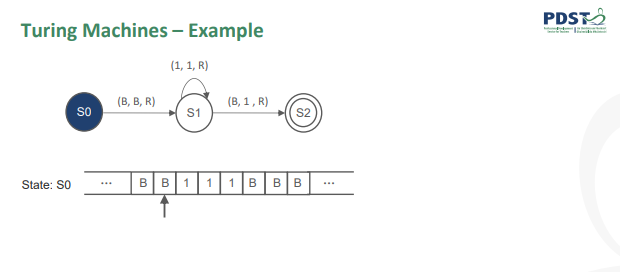 Turing Machines – Example
PDST
(1, 1, R)
(B, B, R)
(B, 1 , R)
S0
S1
S2
State: S0
... B B 1 1 1 B B B ...